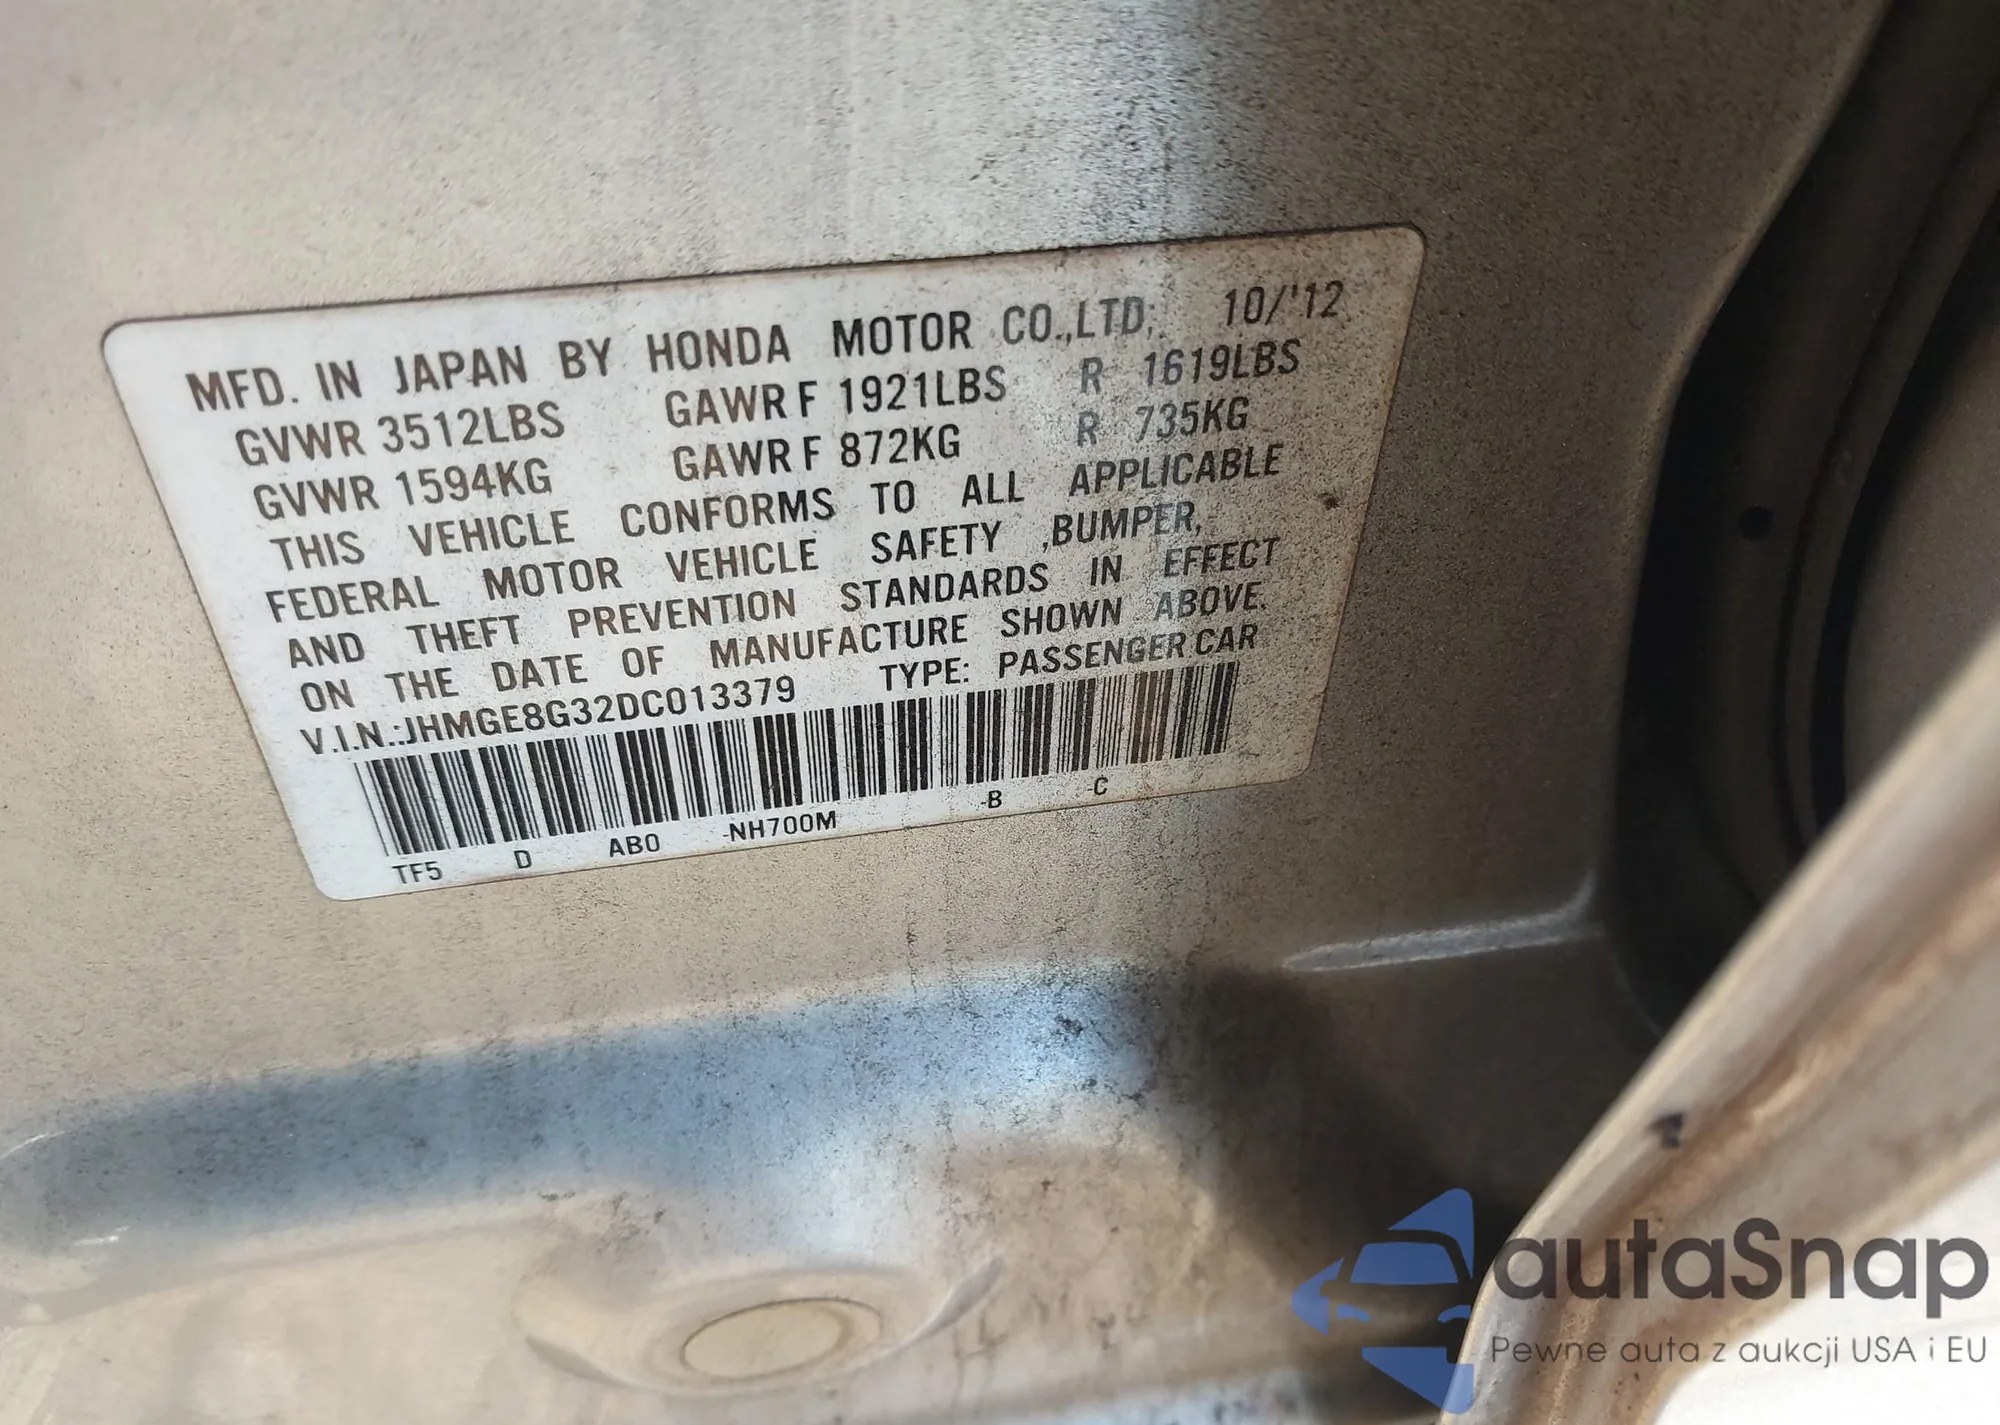 MFD. IN JAPAN BY HONDA MOTOR CO.,LTD. 10/'12
GVWR 3512LBS GAWR F 1921LBS R 1619LBS
GVWR 1594KG GAWR F 872KG R 735KG
THIS VEHICLE CONFORMS TO ALL APPLICABLE
FEDERAL MOTOR VEHICLE SAFETY ,BUMPER,
AND THEFT PREVENTION STANDARDS IN EFFECT
ON THE DATE OF MANUFACTURE SHOWN ABOVE.
V.I.N.:JHMGE8G32DC013379 TYPE: PASSENGER CAR
TF5 D AB0 -NH700M -B -C
autaSnap
Pewne auta z aukcji USA i EU